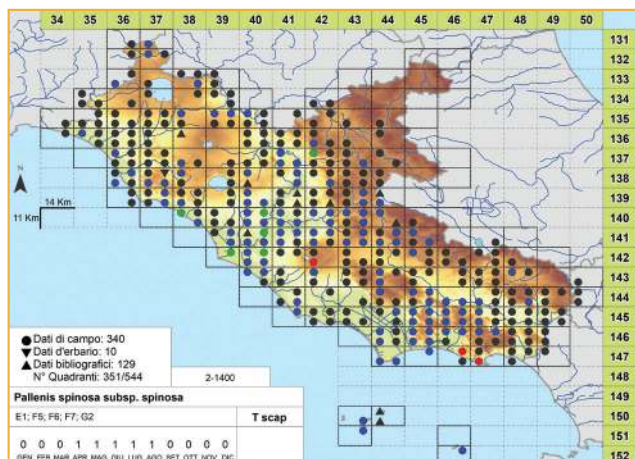 34 35 36 37 38 39 40 41 42 43 44 45 46 47 48 49 50
131
132
133
134
135
136
137
138
139
140
141
142
143
144
145
146
147
150
151
152
N
14 Km
11 Km
Dati di campo: 340
Dati d'erbario: 10
Dati bibliografici: 129
N° Quadranti: 351/544
2-1400
Pallenis spinosa subsp. spinosa
E1; F5; F6; F7; G2
T scap
0 0 0 1 1 1 1 1 0 0 0 0
GEN FEB MAR APR MAG GIU LUG AGO SET OTT NOV DIC